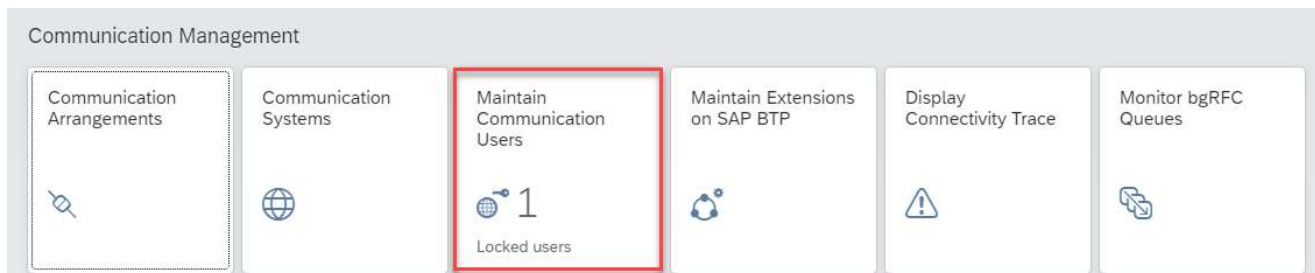 Communication Management
Communication
Arrangements
Communication
Systems
Maintain
Communication
Users
1
Locked users
Maintain Extensions
on SAP BTP
Display
Connectivity Trace
Monitor bgRFC
Queues